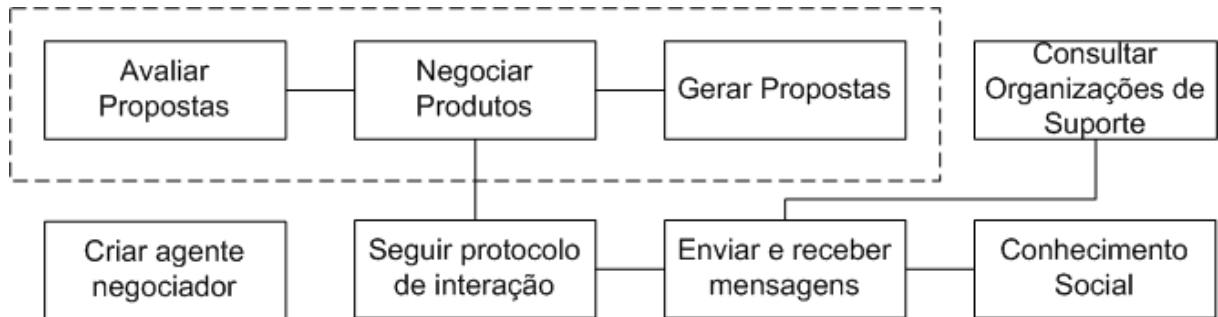 Avaliar
Propostas
Negociar
Produtos
Gerar Propostas
Consultar
Organizações de
Suporte
Criar agente
negociador
Seguir protocolo
de interação
Enviar e receber
mensagens
Conhecimento
Social